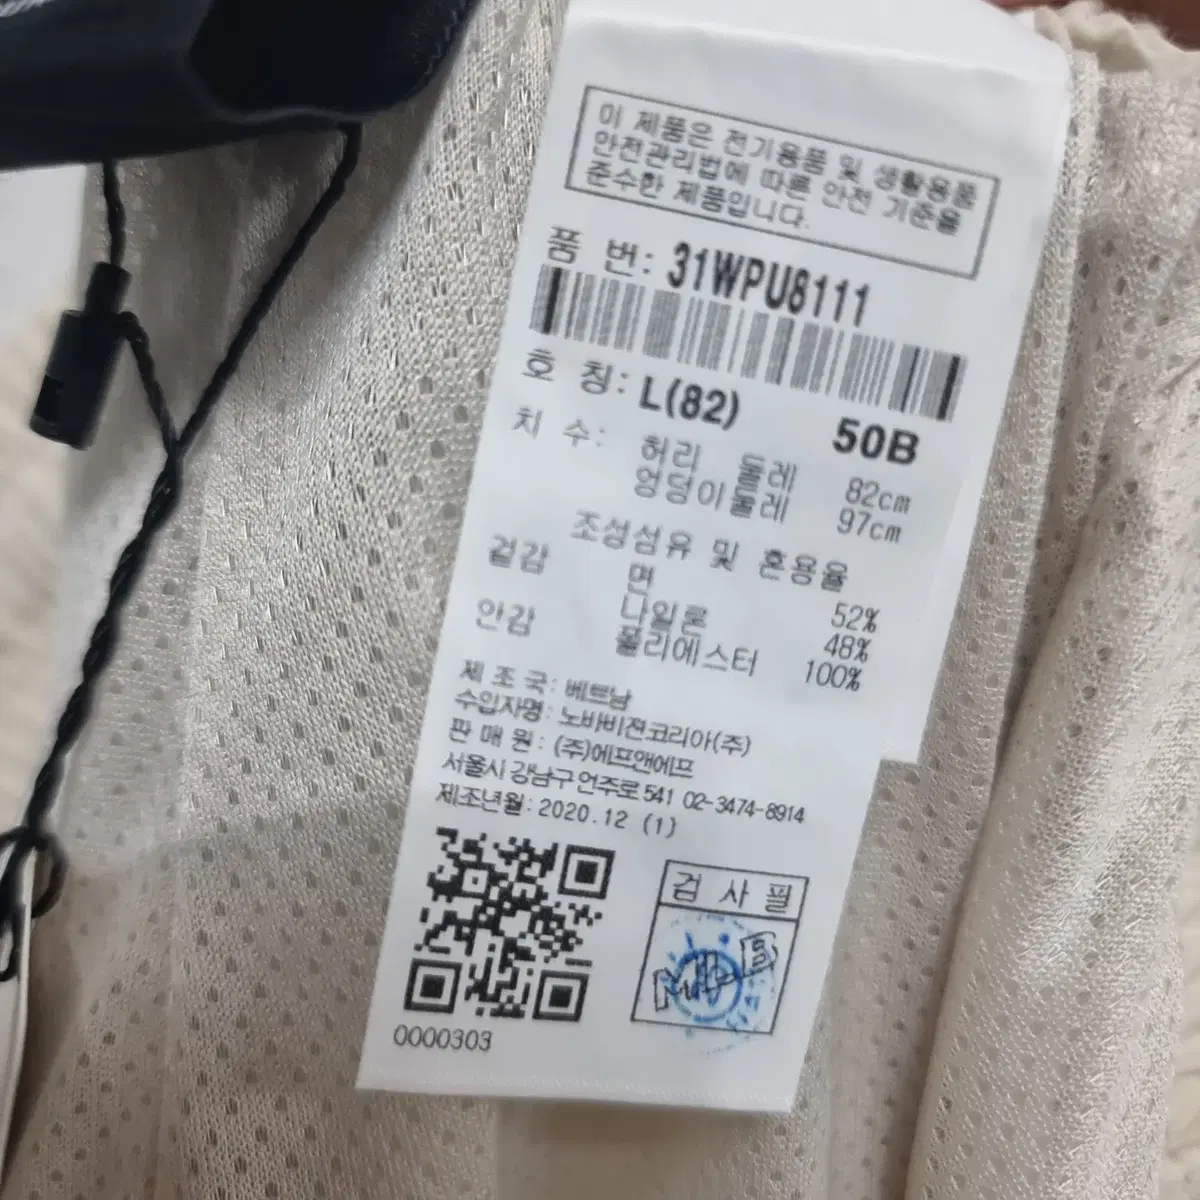 이 제품은 전기용품 및 생활용품
안전관리법에 따른 안전 기준을
준수한 제품입니다.
품 번: 31WPU8111
호 칭: L(82) 50B
치 수: 허리 둘레 82cm
엉덩이둘레 97cm
조성섬유 및 혼용율
겉감 면 52%
나일론 48%
안감 폴리에스터 100%
제 조 국: 베트남
수입자명: 노바비젼코리아(주)
판 매 원: (주)에프앤에프
서울시 강남구 언주로 541 02-3474-8914
제조년월: 2020.12 (1)
검 사 필
MLB
0000303